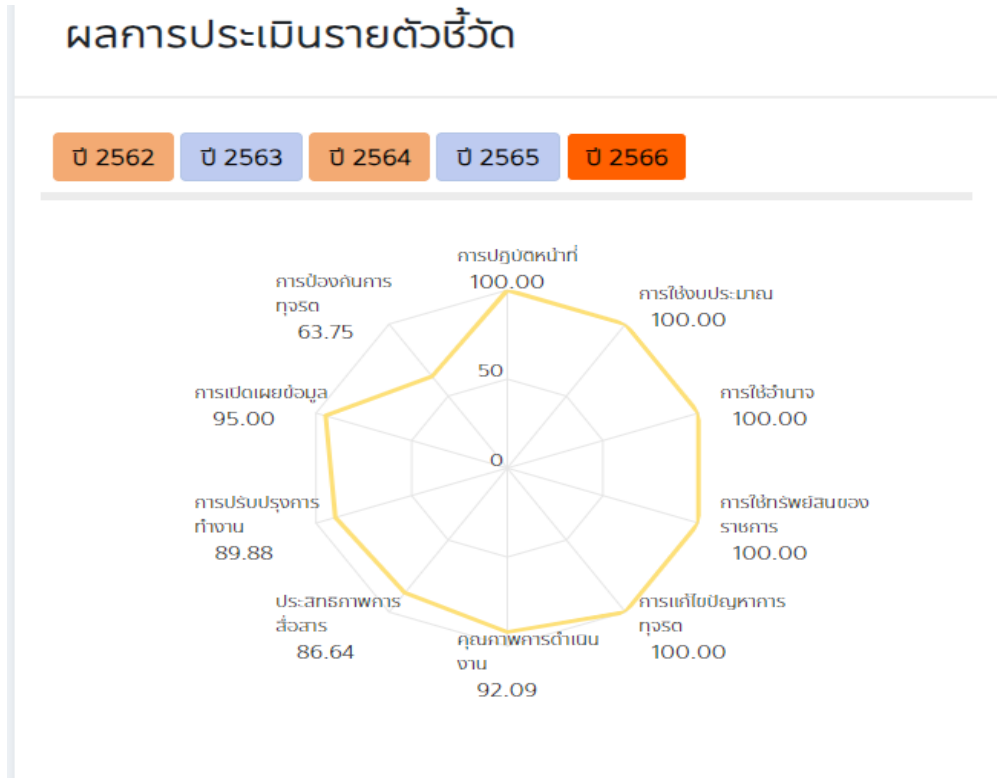 ผลการประเมินรายตัวชี้วัด
ปี 2562
ปี 2563
ปี 2564
ปี 2565
ปี 2566
การปฏิบัติหน้าที่
100.00
การใช้งบประมาณ
100.00
การใช้อำนาจ
100.00
การใช้ทรัพย์สินของ
ราชการ
100.00
การแก้ไขปัญหาการ
ทุจริต
100.00
คุณภาพการดำเนิน
งาน
92.09
ประสิทธิภาพการ
สื่อสาร
86.64
การปรับปรุงการ
ทำงาน
89.88
การเปิดเผยข้อมูล
95.00
การป้องกันการ
ทุจริต
63.75
50
0